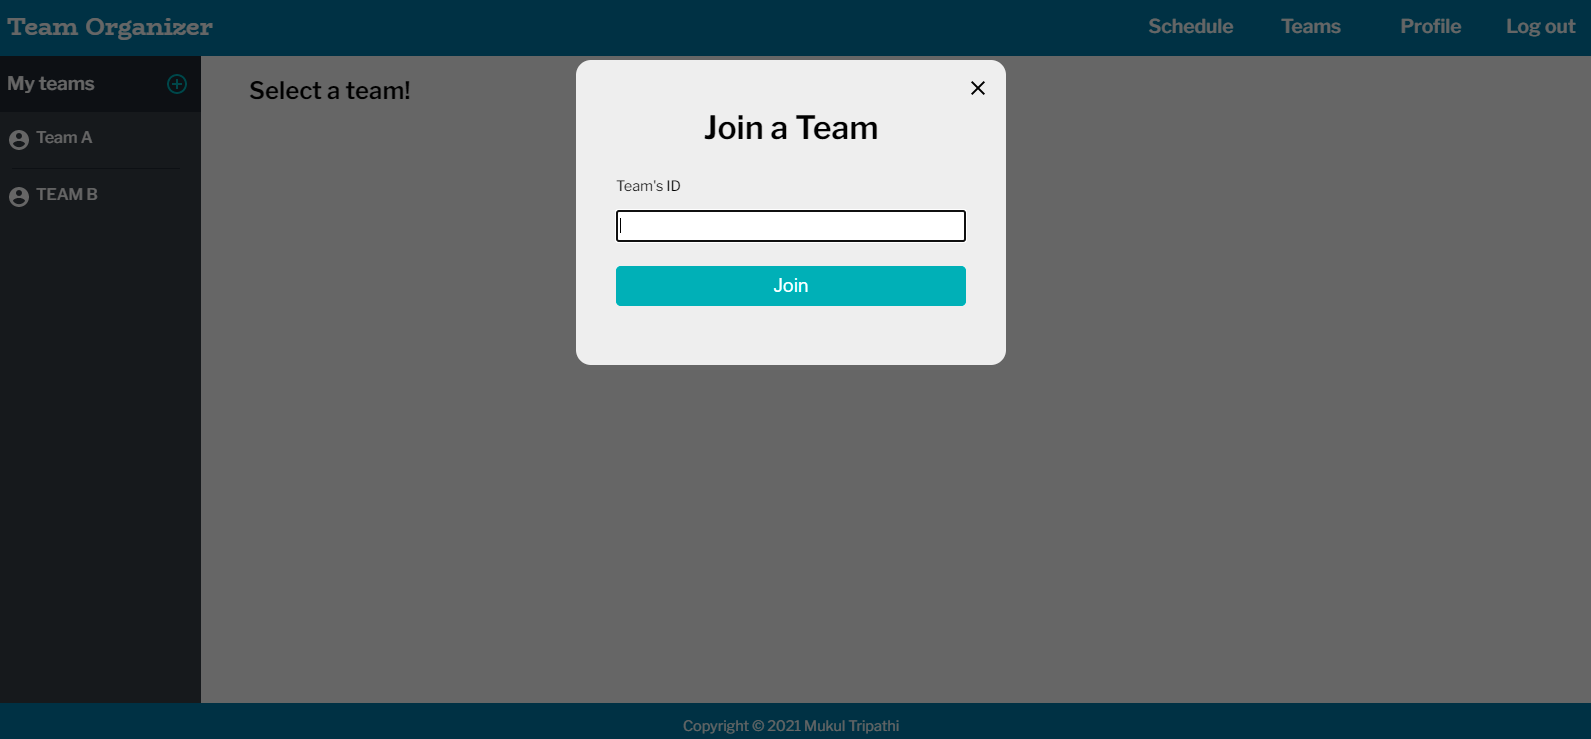 Team Organizer
Schedule Teams Profile Log out
My teams
Team A
TEAM B
Select a team!
Join a Team
Team's ID
Join
Copyright © 2021 Mukul Tripathi